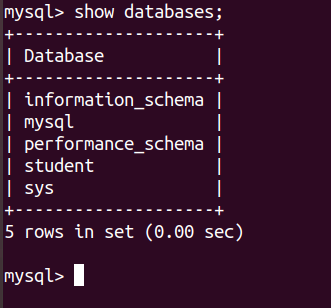 mysql> show databases;
+--------------------+
| Database           |
+--------------------+
| information_schema |
| mysql              |
| performance_schema |
| student            |
| sys                |
+--------------------+
5 rows in set (0.00 sec)
mysql>